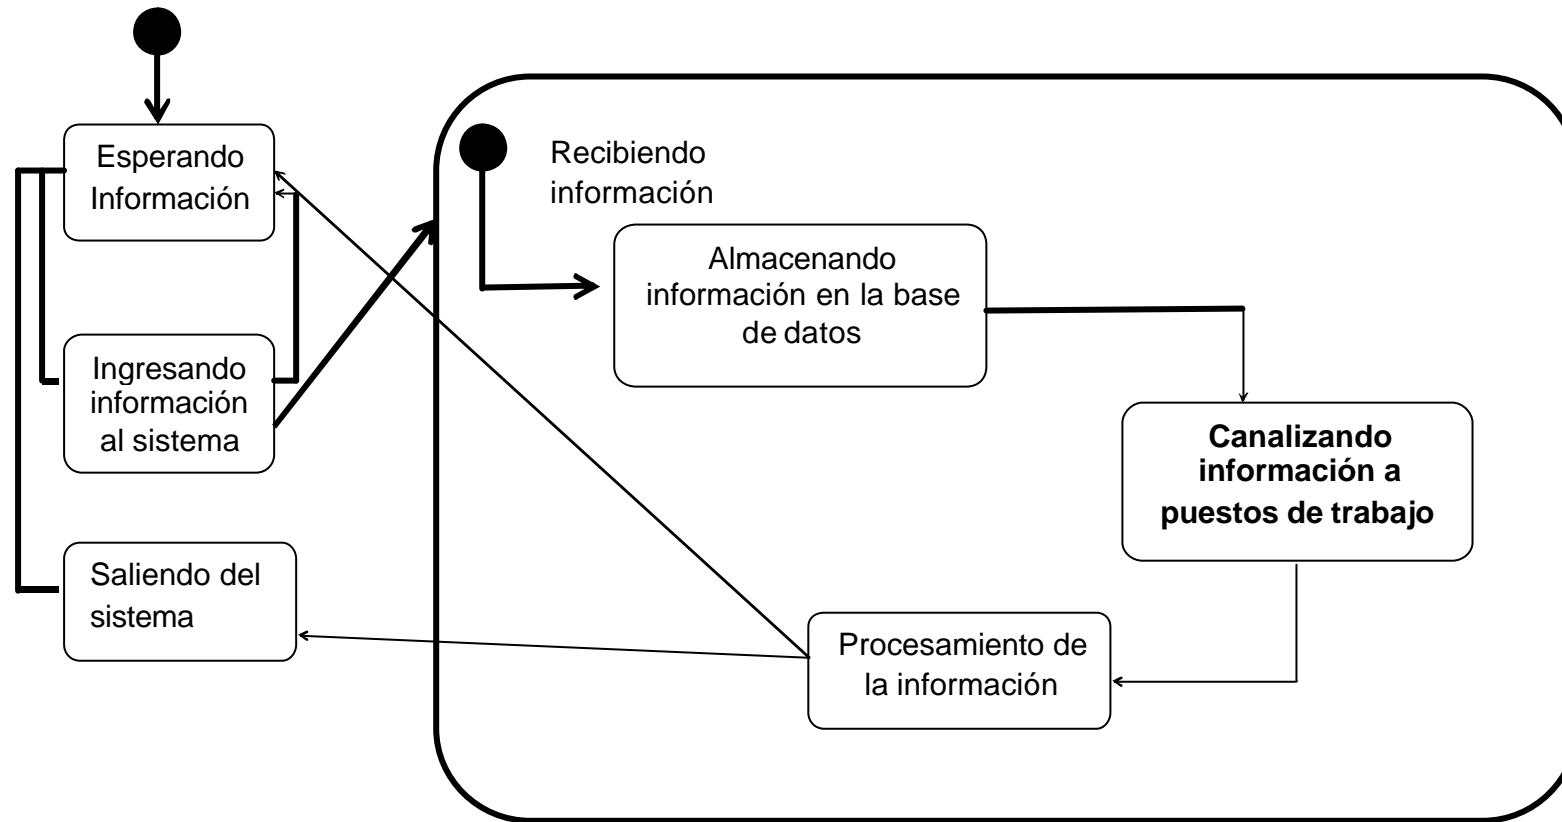 Esperando
Información
Recibiendo
información
Almacenando
información en la base
de datos
Ingresando
información
al sistema
Canalizando
información a
puestos de trabajo
Saliendo del
sistema
Procesamiento de
la información